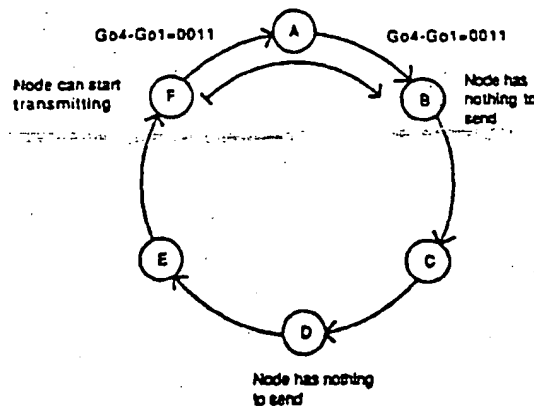 Go4-Go1=0011
A
Go4-Go1=0011
Node can start
transmitting
F
B
Node has
nothing to
send
E
C
D
Node has nothing
to send